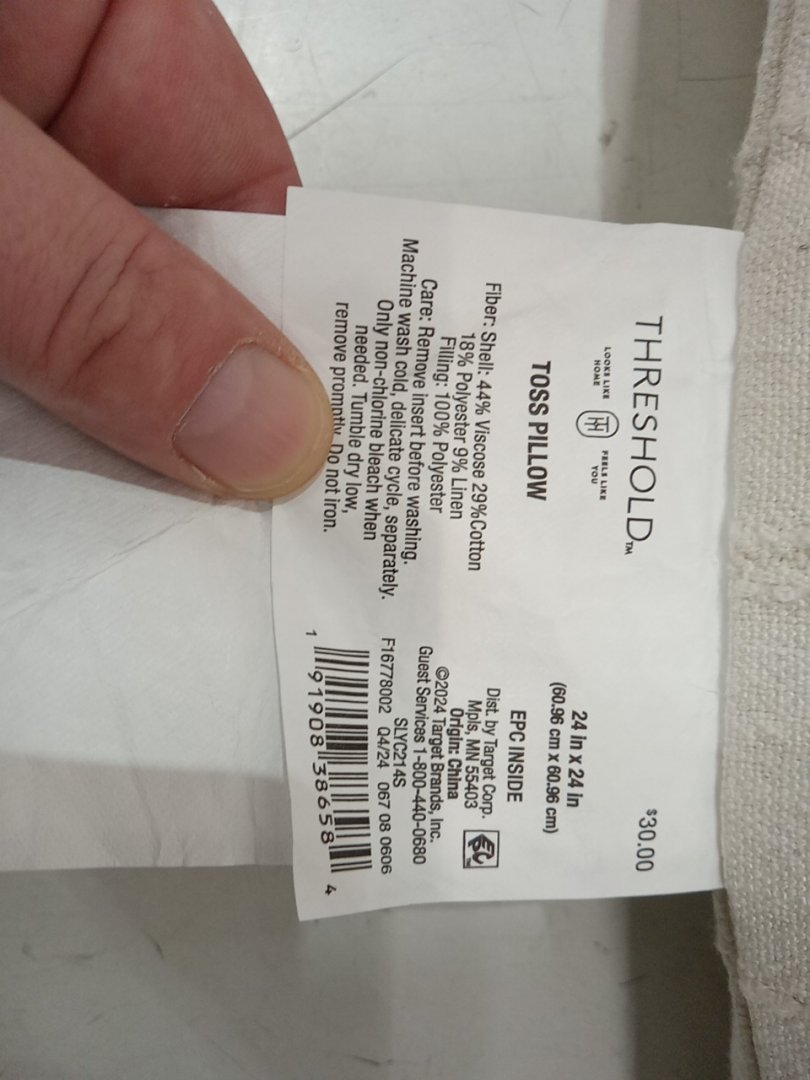 THRESHOLD™
LOOKS LIKE
HOME
TH
FEELS LIKE
YOU
TOSS PILLOW
Fiber: Shell: 44% Viscose 29%Cotton
18% Polyester 9% Linen
Filling: 100% Polyester
Care: Remove insert before washing.
Machine wash cold, delicate cycle, separately.
Only non-chlorine bleach when
needed. Tumble dry low,
remove promptly. Do not iron.
$30.00
24 in x 24 in
(60.96 cm x 60.96 cm)
EPC INSIDE
Dist. by Target Corp.
Mpls, MN 55403
Origin: China
©2024 Target Brands, Inc.
Guest Services 1-800-440-0680
SLYC214S
F16778002 Q4/24 067 08 0606
1 91908 38658 4